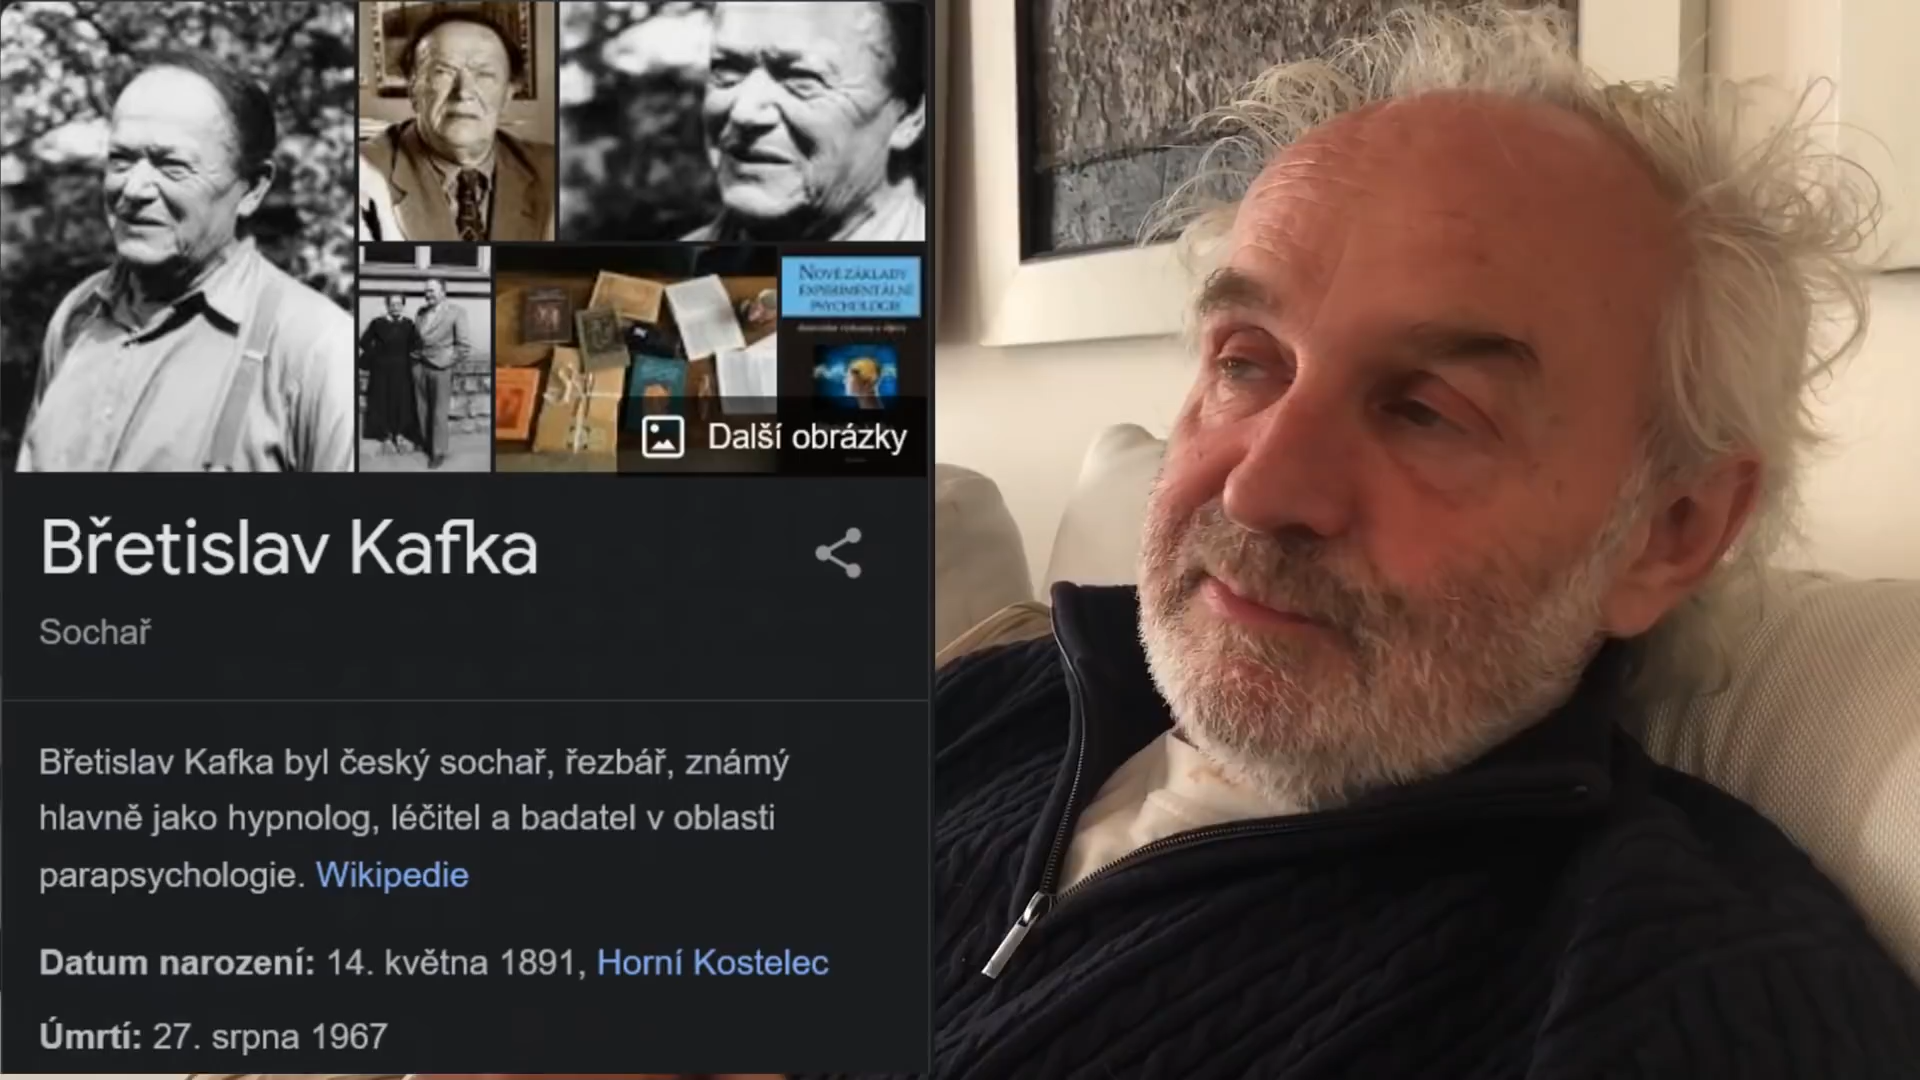 NOVÉ ZÁKLADY
EXPERIMENTÁLNÍ
PSYCHOLOGIE
Další obrázky
Břetislav Kafka
Sochař
Břetislav Kafka byl český sochař, řezbář, známý
hlavně jako hypnolog, léčitel a badatel v oblasti
parapsychologie. Wikipedie
Datum narození: 14. května 1891, Horní Kostelec
Úmrtí: 27. srpna 1967